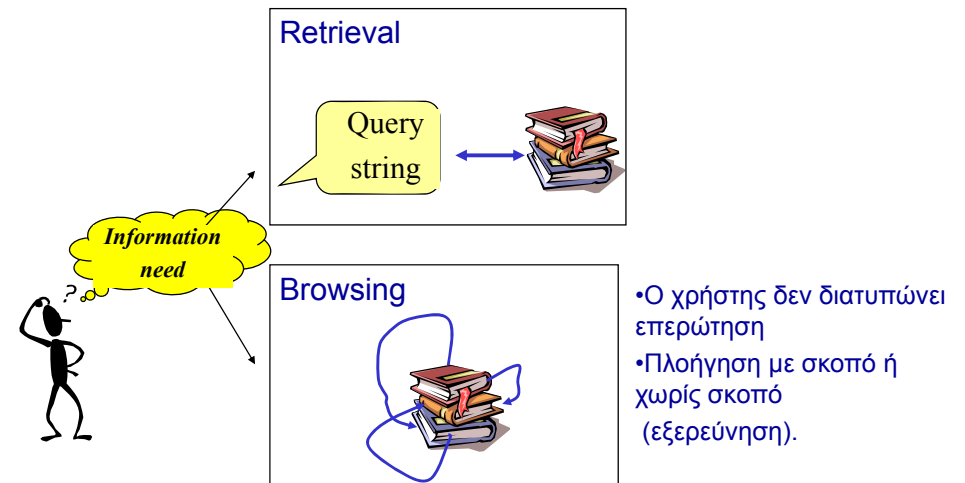 Retrieval
Query
string
Information
need
?
Browsing
•Ο χρήστης δεν διατυπώνει
επερώτηση
•Πλοήγηση με σκοπό ή
χωρίς σκοπό
(εξερεύνηση).